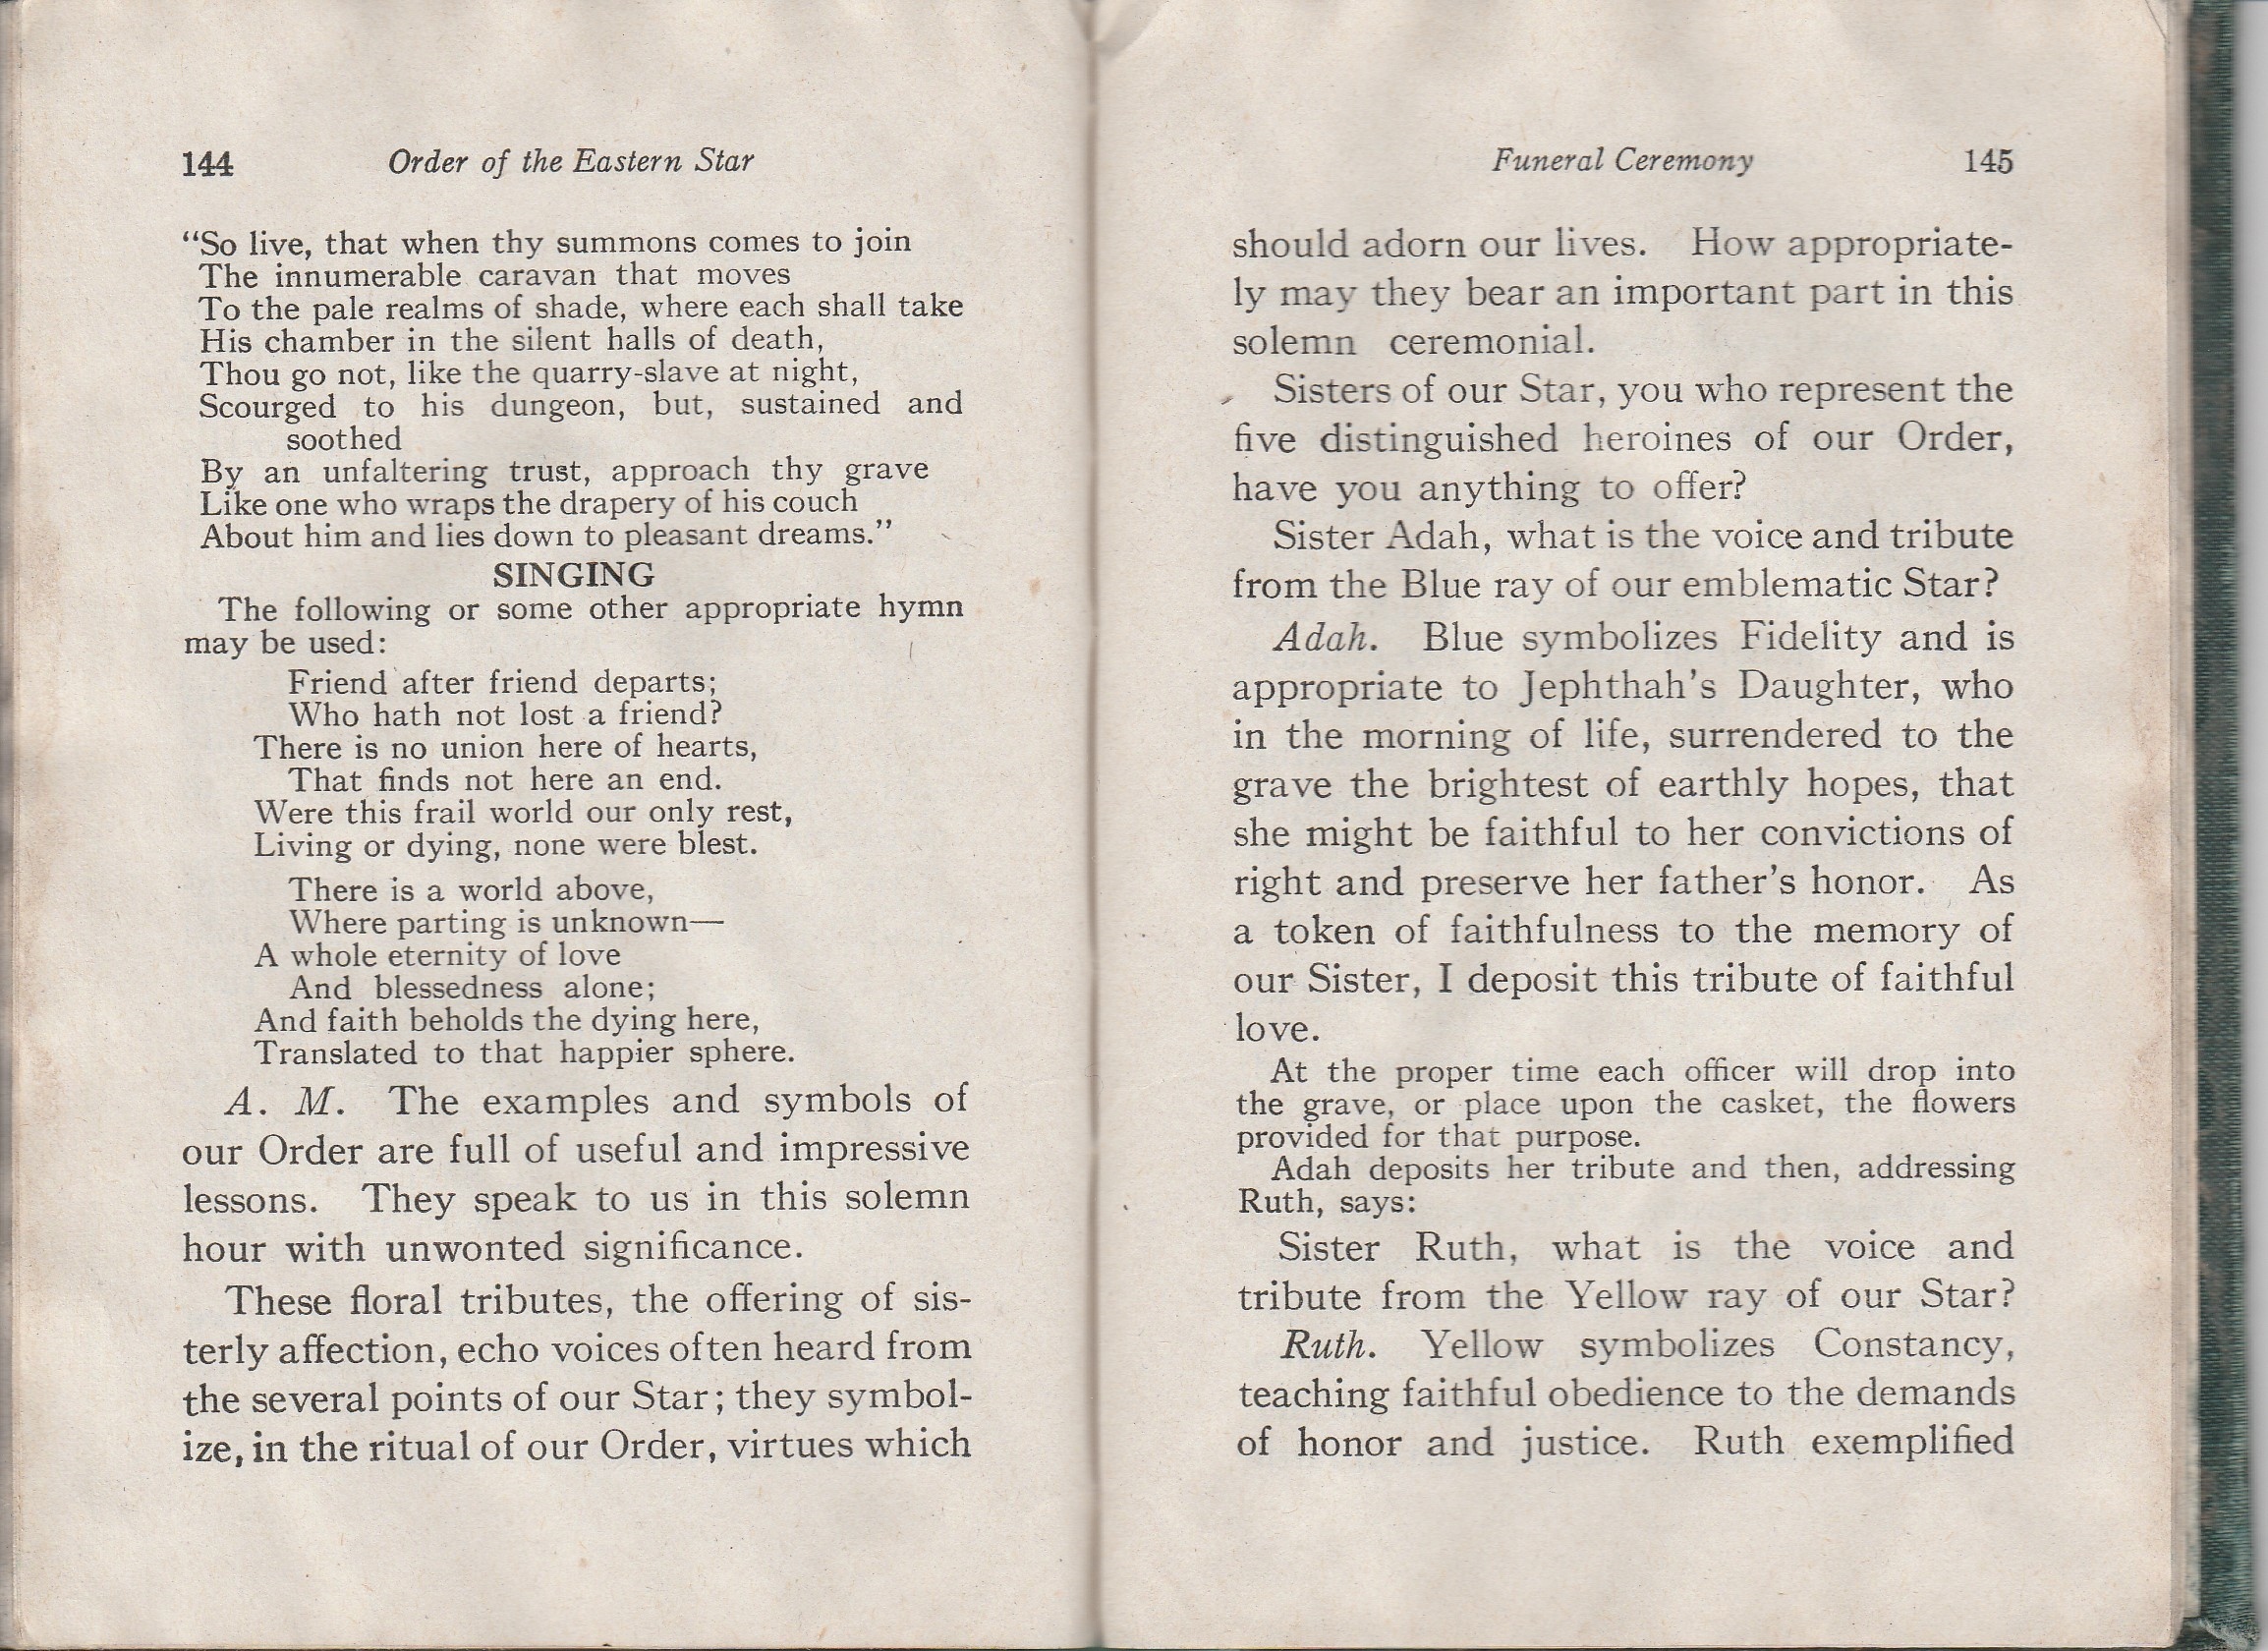 144 Order of the Eastern Star
“So live, that when thy summons comes to join
The innumerable caravan that moves
To the pale realms of shade, where each shall take
His chamber in the silent halls of death,
Thou go not, like the quarry-slave at night,
Scourged to his dungeon, but, sustained and
soothed
By an unfaltering trust, approach thy grave
Like one who wraps the drapery of his couch
About him and lies down to pleasant dreams.”
SINGING
The following or some other appropriate hymn
may be used:
Friend after friend departs;
Who hath not lost a friend?
There is no union here of hearts,
That finds not here an end.
Were this frail world our only rest,
Living or dying, none were blest.
There is a world above,
Where parting is unknown—
A whole eternity of love
And blessedness alone;
And faith beholds the dying here,
Translated to that happier sphere.
A. M. The examples and symbols of
our Order are full of useful and impressive
lessons. They speak to us in this solemn
hour with unwonted significance.
These floral tributes, the offering of sis-
terly affection, echo voices often heard from
the several points of our Star; they symbol-
ize, in the ritual of our Order, virtues which
Funeral Ceremony 145
should adorn our lives. How appropriate-
ly may they bear an important part in this
solemn ceremonial.
Sisters of our Star, you who represent the
five distinguished heroines of our Order,
have you anything to offer?
Sister Adah, what is the voice and tribute
from the Blue ray of our emblematic Star?
Adah. Blue symbolizes Fidelity and is
appropriate to Jephthah’s Daughter, who
in the morning of life, surrendered to the
grave the brightest of earthly hopes, that
she might be faithful to her convictions of
right and preserve her father’s honor. As
a token of faithfulness to the memory of
our Sister, I deposit this tribute of faithful
love.
At the proper time each officer will drop into
the grave, or place upon the casket, the flowers
provided for that purpose.
Adah deposits her tribute and then, addressing
Ruth, says:
Sister Ruth, what is the voice and
tribute from the Yellow ray of our Star?
Ruth. Yellow symbolizes Constancy,
teaching faithful obedience to the demands
of honor and justice. Ruth exemplified